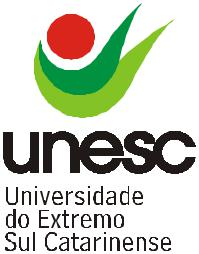 unesc
Universidade
do Extremo
Sul Catarinense